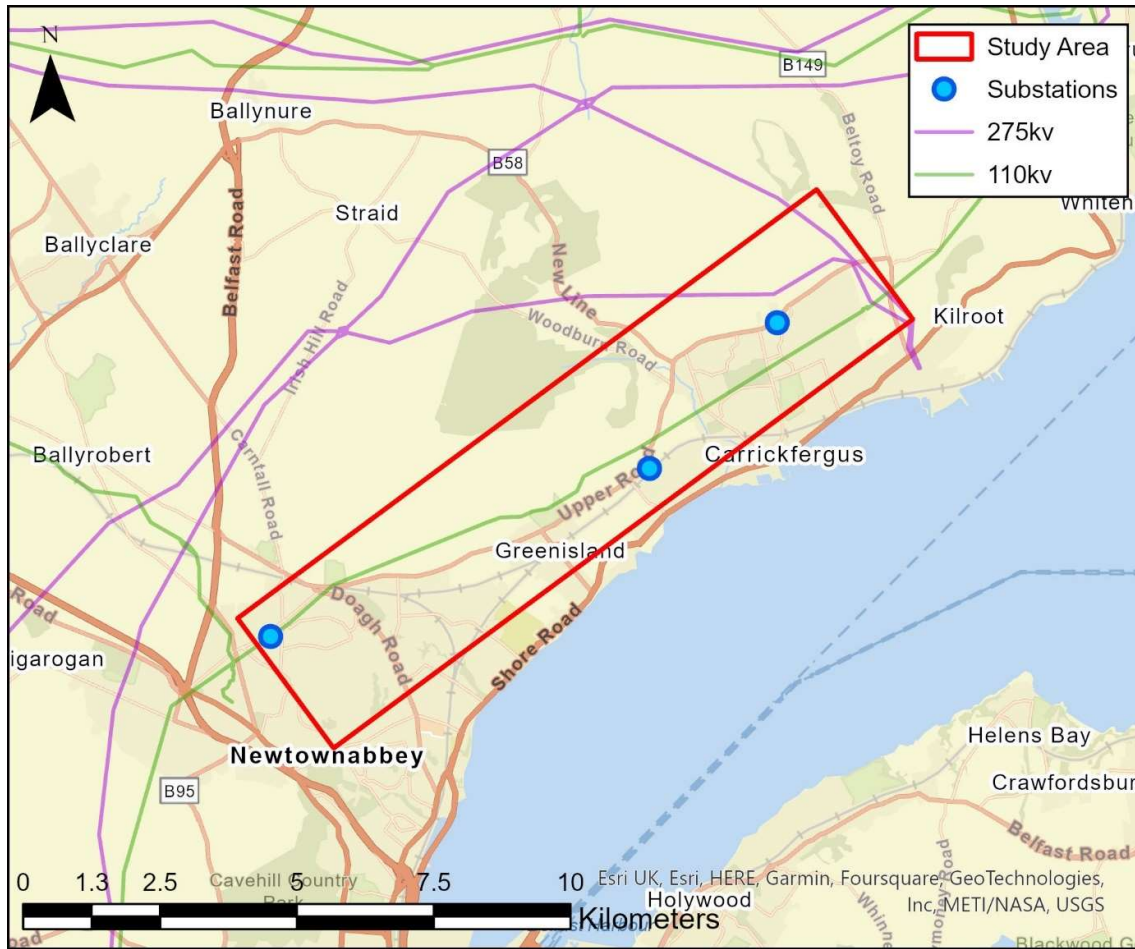 N
Study Area
Substations
275kv
110kv
B149
Ballynure
Belfast Road
B58
Beltoy Road
Straid
Whiten
Ballyclare
New Line
Irish Hill Road
Woodburn Road
Kilroot
Carntall Road
Ballyrobert
Carrickfergus
Upper Road
Greenisland
Road
Doagh Road
igarogan
Shore Road
Newtownabbey
Helens Bay
B95
Crawfordsbur
Belfast Road
0 1.3 2.5 5 7.5 10
Kilometers
Cavehill Country
Park
Esri UK, Esri, HERE, Garmin, Foursquare, GeoTechnologies,
Inc, METI/NASA, USGS
Holywood
Whinne
Blackwood G